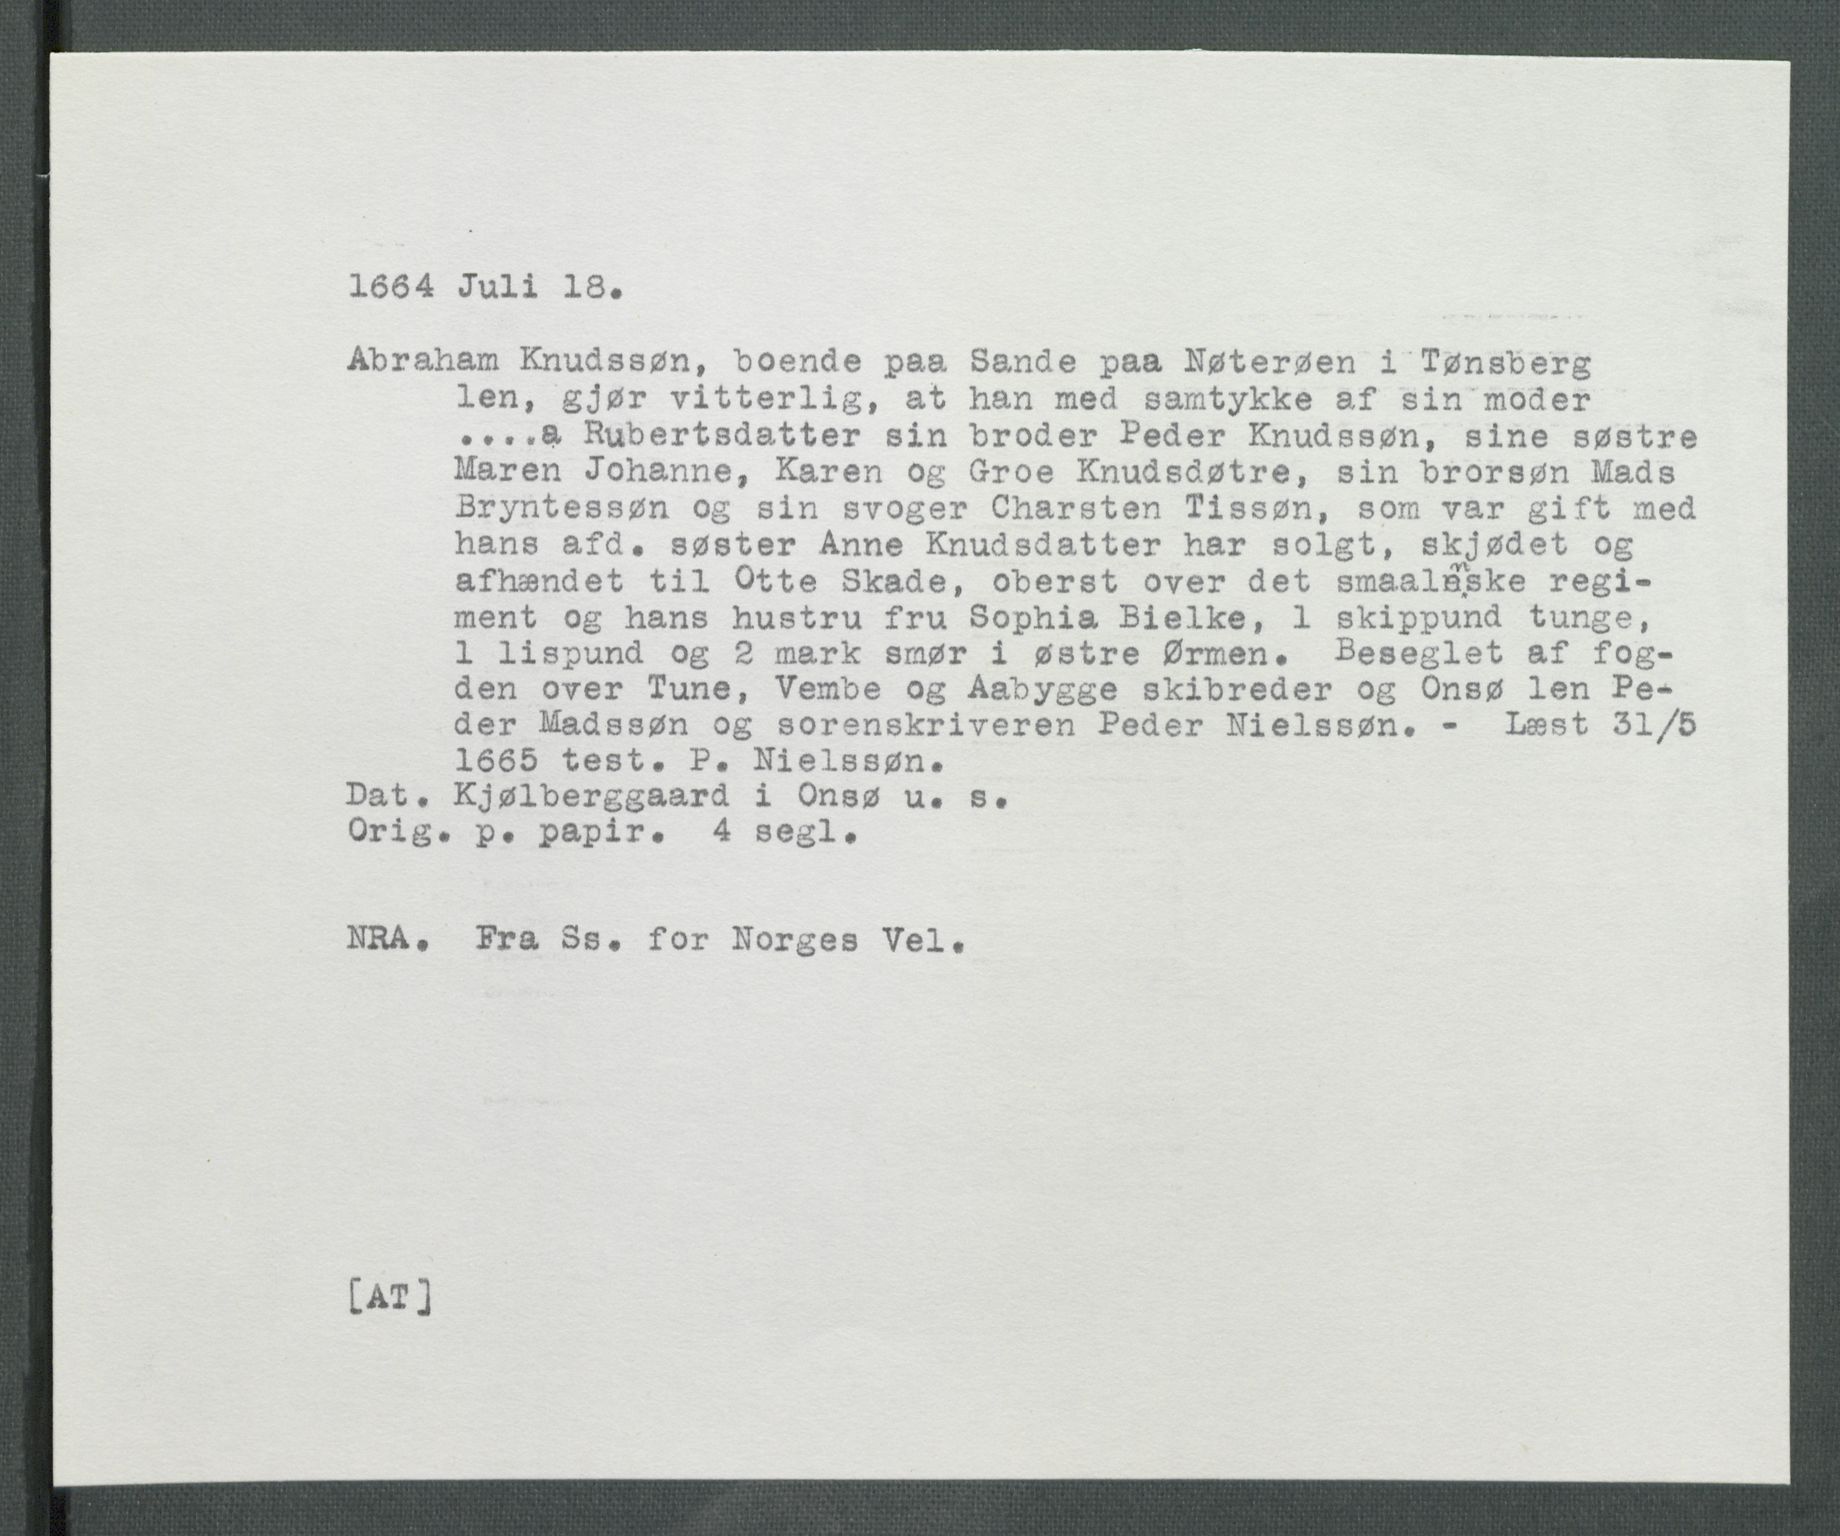 1664 Juli 18.
Abraham Knudssøn, boende paa Sande paa Nøterøen i Tønsberg
len, gjør vitterlig, at han med samtykke af sin moder
....a Rubertsdatter sin broder Peder Knudssøn, sine søstre
Maren Johanne, Karen og Groe Knudsdøtre, sin brorsøn Mads
Bryntessøn og sin svoger Charsten Tissøn, som var gift med
hans afd. søster Anne Knudsdatter har solgt, skjødet og
afhændet til Otte Skade, oberst over det smaalnske regi-
ment og hans hustru fru Sophia Bielke, 1 skippund tunge,
1 lispund og 2 mark smør i østre Ørmen. Beseglet af fog-
den over Tune, Vembe og Aabygge skibreder og Onsø len Pe-
der Madssøn og sorenskriveren Peder Nielssøn. - Læst 31/5
1665 test. P. Nielssøn.
Dat. Kjølberggaard i Onsø u. s.
Orig. p. papir. 4 segl.
NRA. Fra Ss. for Norges Vel.
[AT]